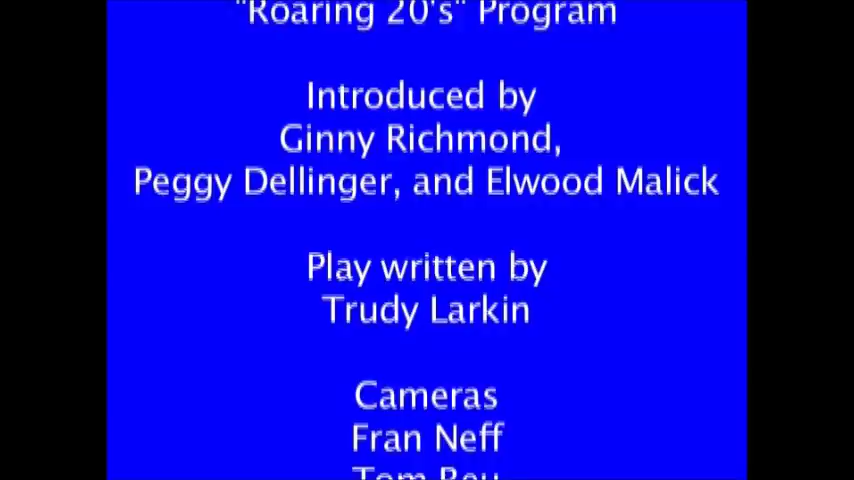 "Roaring 20's" Program
Introduced by
Ginny Richmond,
Peggy Dellinger, and Elwood Malick
Play written by
Trudy Larkin
Cameras
Fran Neff
Tom